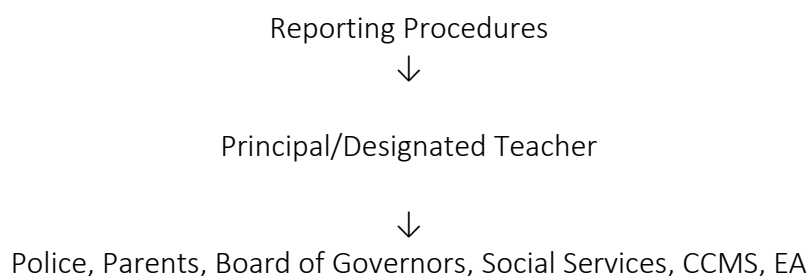 Reporting Procedures
↓
Principal/Designated Teacher
↓
Police, Parents, Board of Governors, Social Services, CCMS, EA